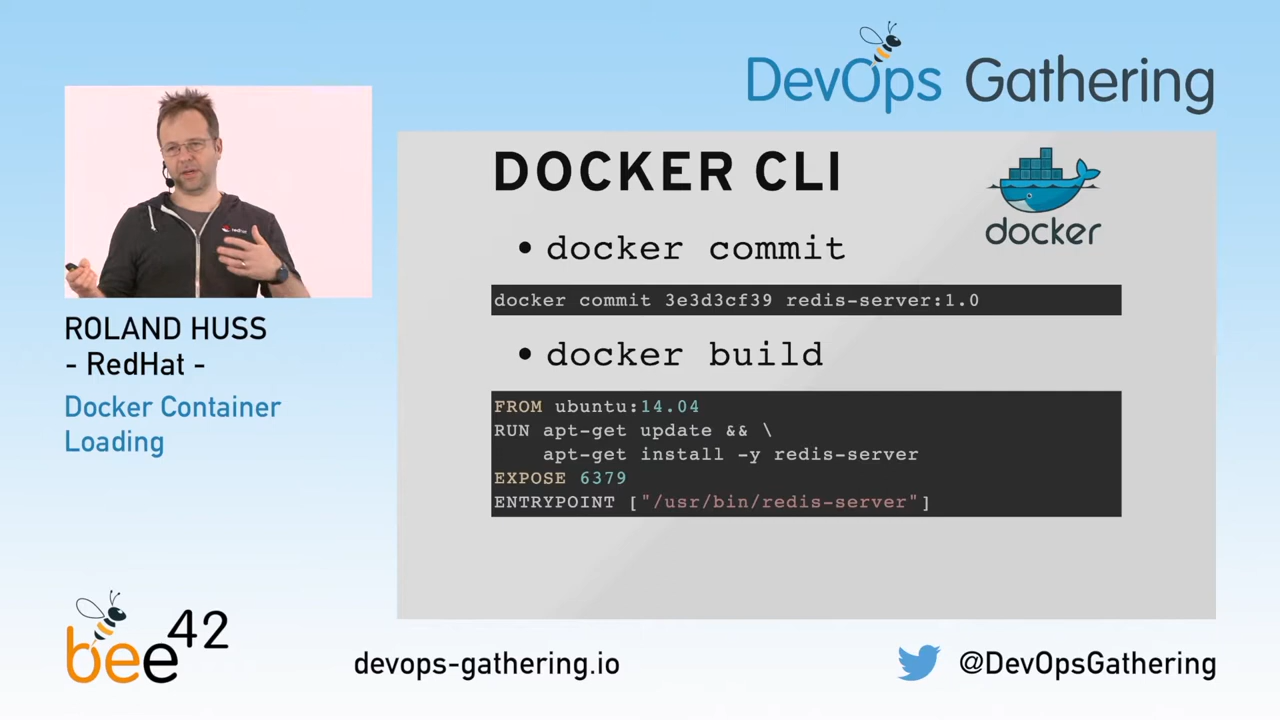 DevOps Gathering
DOCKER CLI
docker
• docker commit
docker commit 3e3d3cf39 redis-server:1.0
• docker build
FROM ubuntu:14.04
RUN apt-get update && \
apt-get install -y redis-server
EXPOSE 6379
ENTRYPOINT ["/usr/bin/redis-server"]
redhat
ROLAND HUSS
- RedHat -
Docker Container
Loading
bee42
devops-gathering.io
@DevOpsGathering